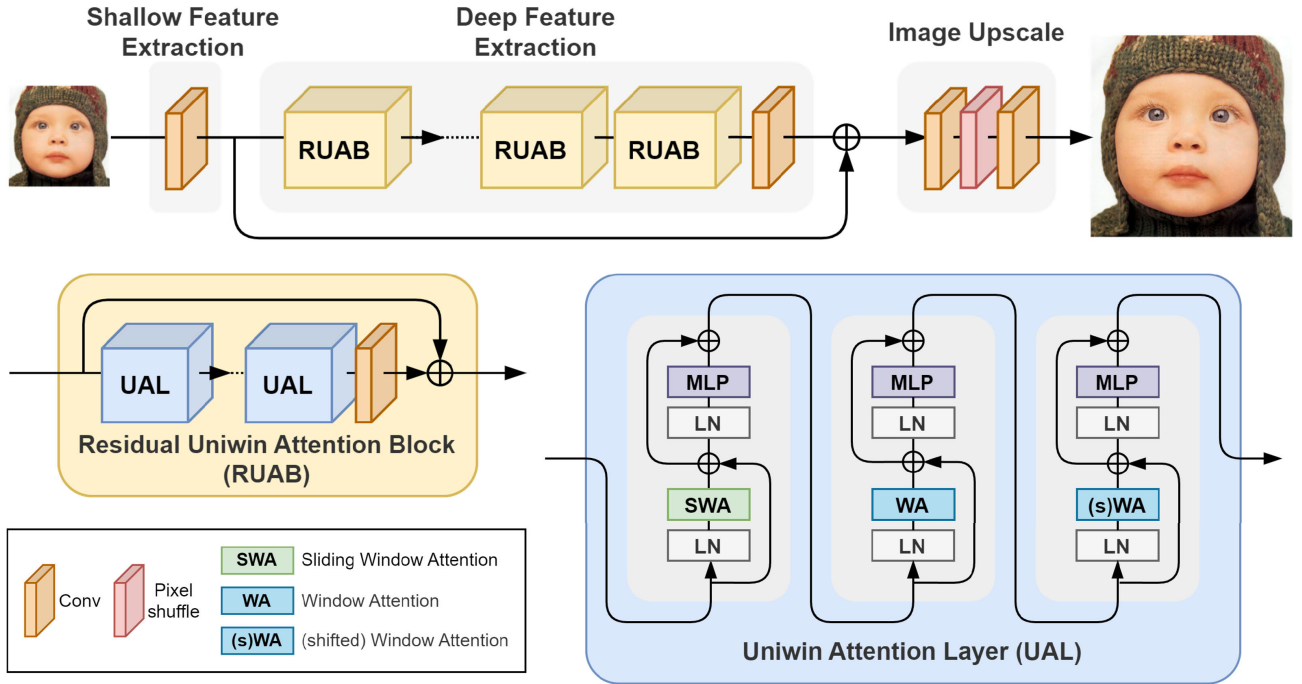 Shallow Feature
Extraction
Deep Feature
Extraction
Image Upscale
RUAB
RUAB
RUAB
UAL
UAL
Residual Uniwin Attention Block
(RUAB)
MLP
LN
SWA
LN
MLP
LN
WA
LN
MLP
LN
(s)WA
LN
Uniwin Attention Layer (UAL)
Conv
Pixel
shuffle
SWA Sliding Window Attention
WA Window Attention
(s)WA (shifted) Window Attention